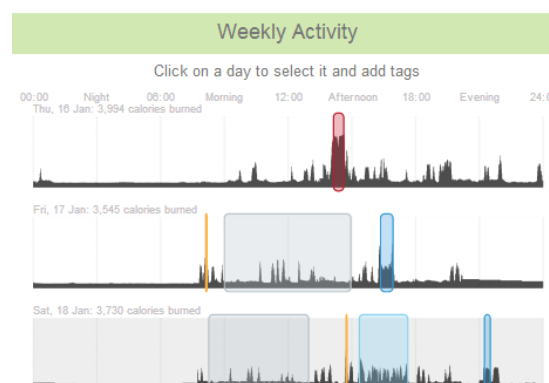 Weekly Activity
Click on a day to select it and add tags
00:00 Night 06:00 Morning 12:00 Afternoon 18:00 Evening 24:0
Thu, 16 Jan: 3,994 calories burned
Fri, 17 Jan: 3,545 calories burned
Sat, 18 Jan: 3,730 calories burned